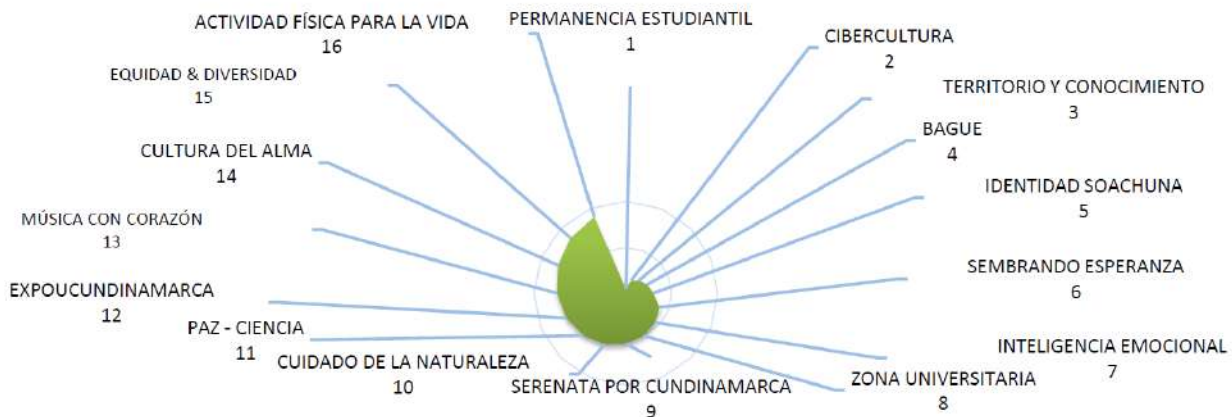 PERMANENCIA ESTUDIANTIL
1
CIBERCULTURA
2
TERRITORIO Y CONOCIMIENTO
3
BAGUE
4
IDENTIDAD SOACHUNA
5
SEMBRANDO ESPERANZA
6
INTELIGENCIA EMOCIONAL
7
ZONA UNIVERSITARIA
8
SERENATA POR CUNDINAMARCA
9
CUIDADO DE LA NATURALEZA
10
PAZ - CIENCIA
11
EXPOUCUNDINAMARCA
12
MÚSICA CON CORAZÓN
13
CULTURA DEL ALMA
14
EQUIDAD & DIVERSIDAD
15
ACTIVIDAD FÍSICA PARA LA VIDA
16